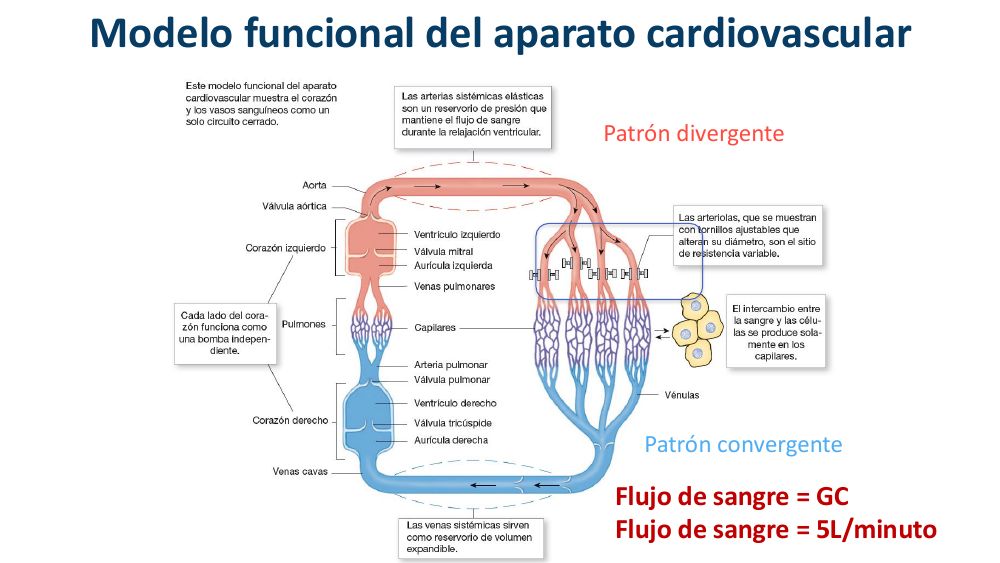 Modelo funcional del aparato cardiovascular
Este modelo funcional del aparato
cardiovascular muestra el corazón
y los vasos sanguíneos como un
solo circuito cerrado.
Las arterias sistémicas elásticas
son un reservorio de presión que
mantiene el flujo de sangre
durante la relajación ventricular.
Patrón divergente
Aorta
Válvula aórtica
Corazón izquierdo
Ventrículo izquierdo
Válvula mitral
Aurícula izquierda
Venas pulmonares
Las arteriolas, que se muestran
con tornillos ajustables que
alteran su diámetro, son el sitio
de resistencia variable.
Cada lado del cora-
zón funciona como
una bomba indepen-
diente.
Pulmones
Capilares
El intercambio entre
la sangre y las célu-
las se produce sola-
mente en los
capilares.
Arteria pulmonar
Válvula pulmonar
Ventrículo derecho
Válvula tricúspide
Aurícula derecha
Corazón derecho
Vénulas
Venas cavas
Patrón convergente
Las venas sistémicas sirven
como reservorio de volumen
expandible.
Flujo de sangre = GC
Flujo de sangre = 5L/minuto